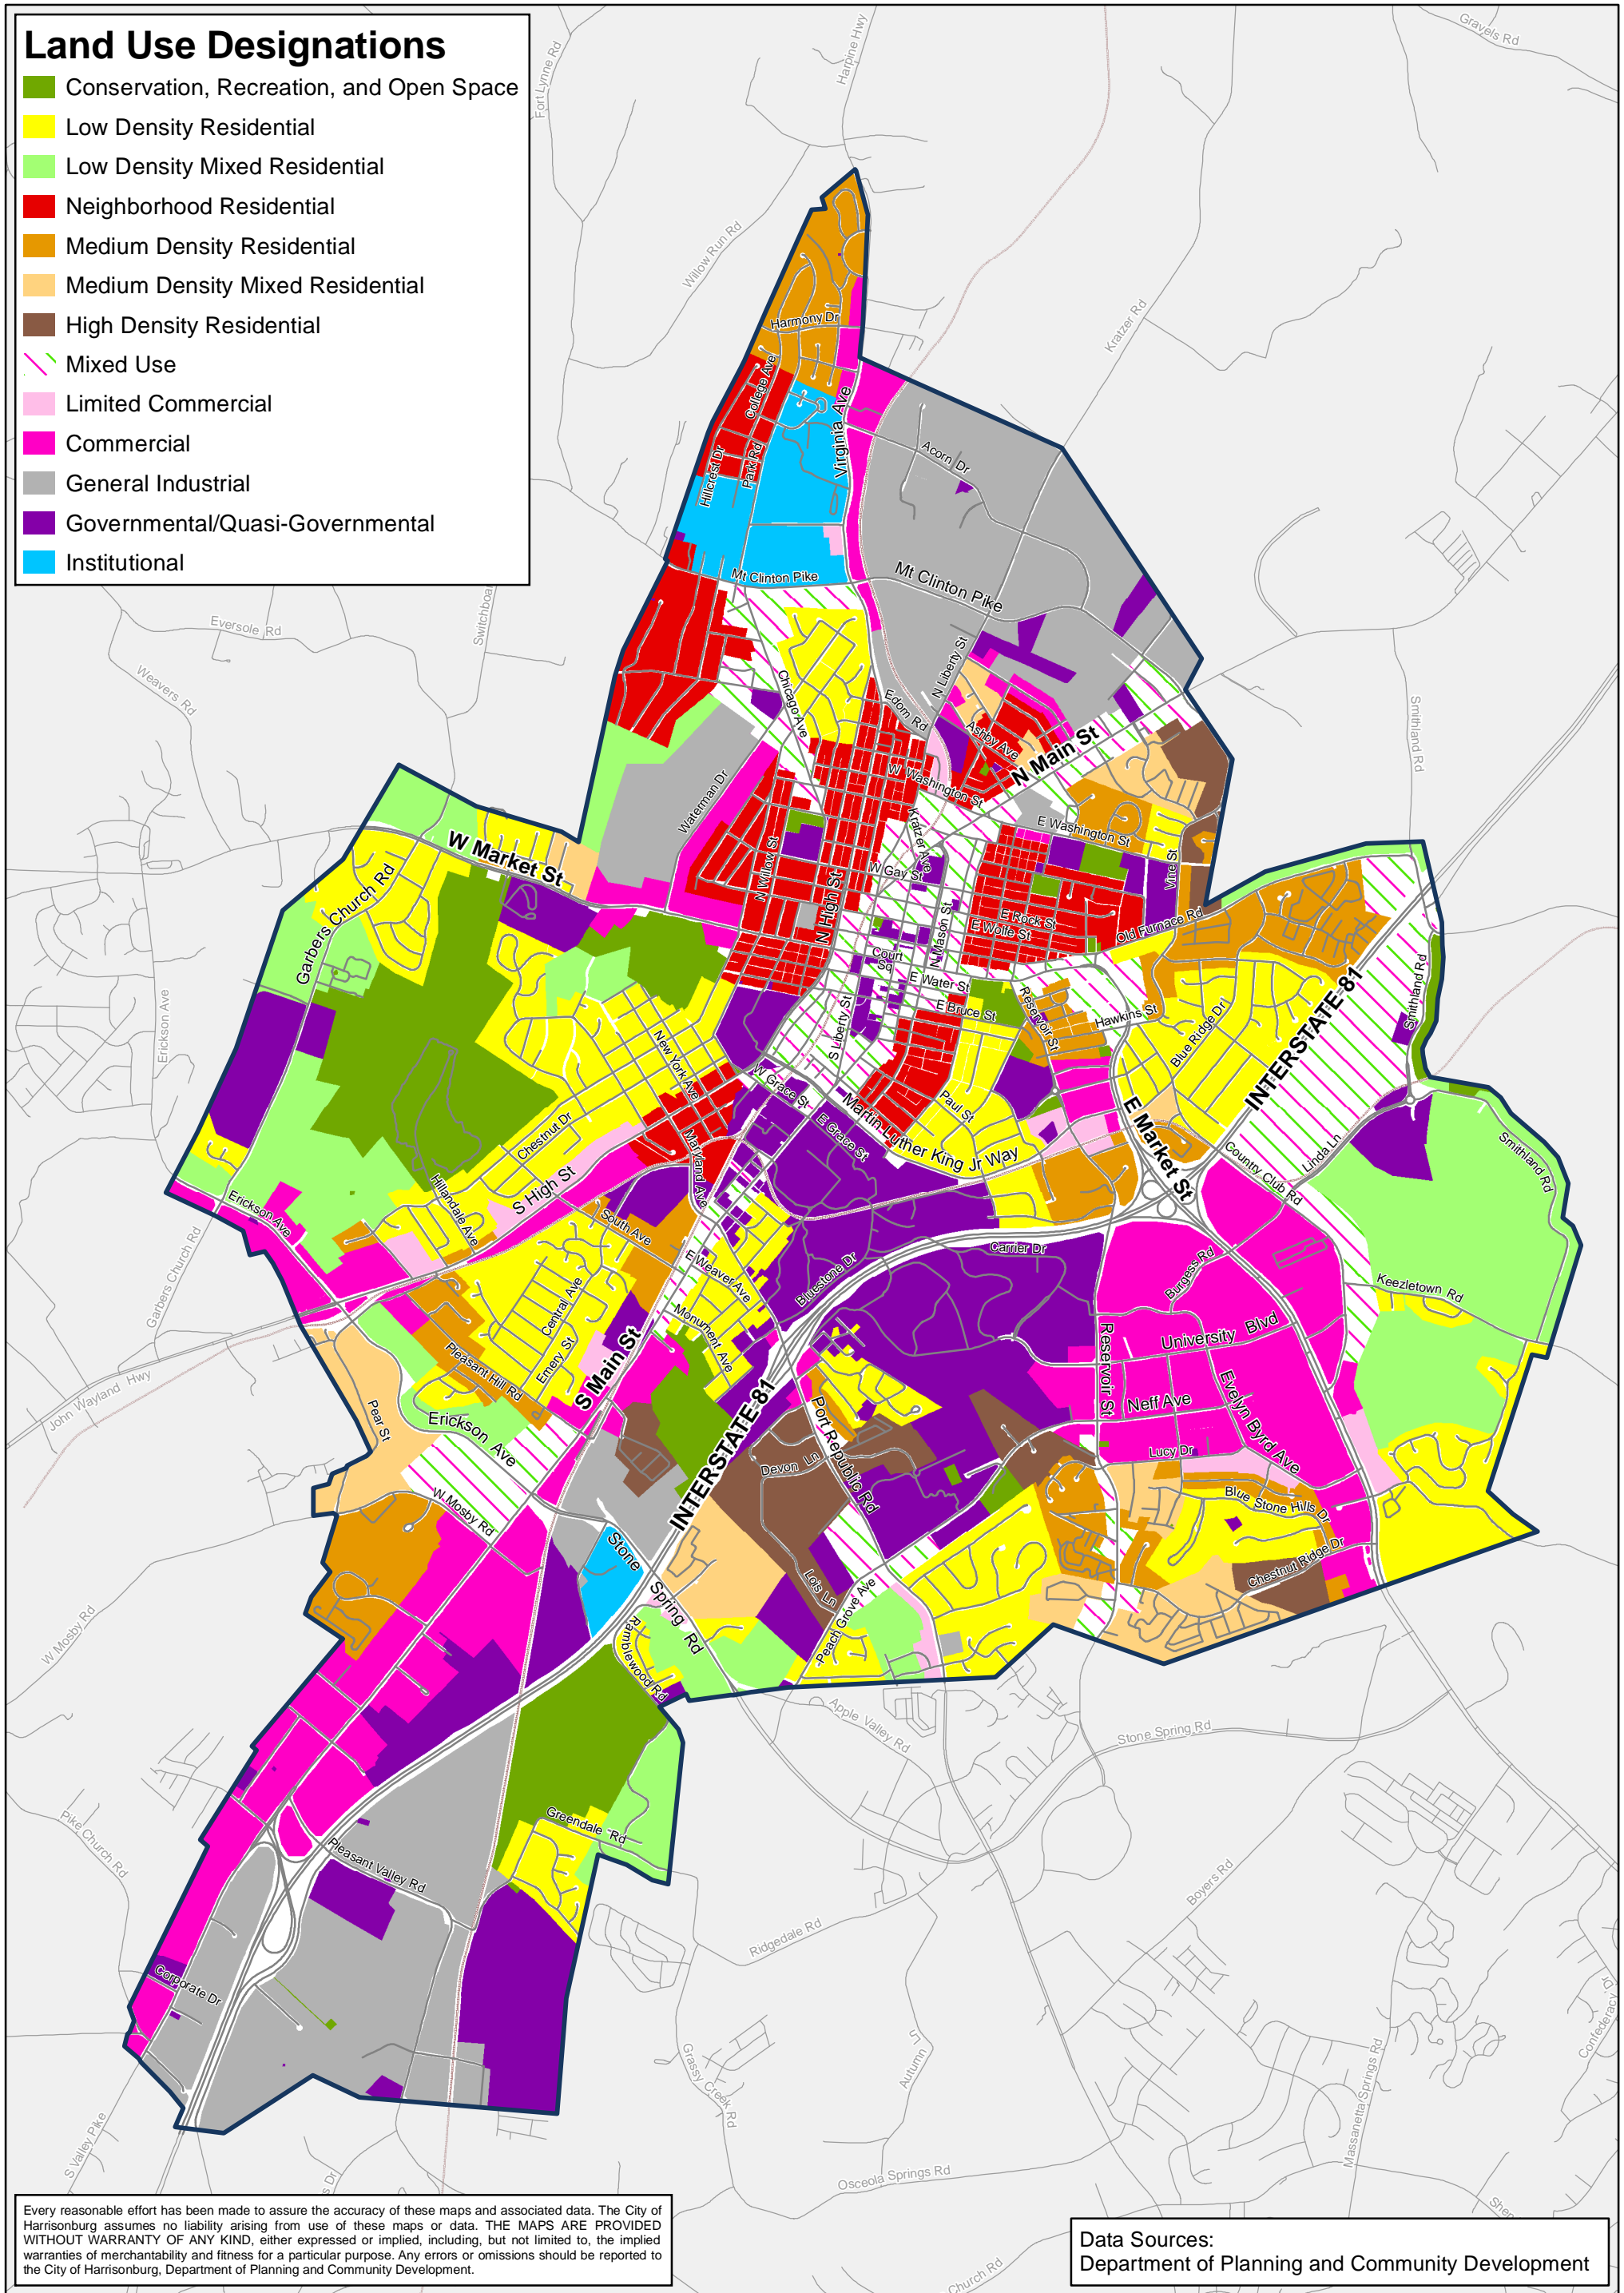 Land Use Designations
Conservation, Recreation, and Open Space
Low Density Residential
Low Density Mixed Residential
Neighborhood Residential
Medium Density Residential
Medium Density Mixed Residential
High Density Residential
Mixed Use
Limited Commercial
Commercial
General Industrial
Governmental/Quasi-Governmental
Institutional
Fort Lynne Rd
Harpine Hwy
Gravels Rd
Willow Run Rd
Kratzer Rd
Harmony Dr
College Ave
Virginia Ave
Park Rd
Hillcrest Dr
Acorn Dr
Mt Clinton Pike
Mt Clinton Pike
Eversole Rd
Weavers Rd
N Liberty St
Chicago Ave
Edom Rd
Ashby Ave
N Main St
Smithland Rd
Waterman Dr
W Washington St
Kratzer Ave
E Washington St
W Market St
N Willow St
W Gay St
Vine St
Garbers Church Rd
N High St
N Mason St
E Rock St
E Wolfe St
Old Furnace Rd
Court
Sq
E Water St
E Bruce St
Reservoir St
Hawkins St
Smithland Rd
INTERSTATE 81
Erickson Ave
S Liberty St
New York Ave
Blue Ridge Dr
W Grace St
E Grace St
Martin Luther King Jr Way
Paul St
E Market St
Country Club Rd
Linda Ln
Smithland Rd
Chestnut Dr
Maryland Ave
Hillandale Ave
S High St
Erickson Ave
South Ave
E Weaver Ave
Bluestone Dr
Carrier Dr
Burgess Rd
Keezletown Rd
Garbers Church Rd
Central Ave
Monument Ave
Emery St
S Main St
Reservoir St
University Blvd
Pleasant Hill Rd
John Wayland Hwy
Pear St
Erickson Ave
Port Republic Rd
Neff Ave
Evelyn Byrd Ave
Lucy Dr
Devon Ln
INTERSTATE 81
Blue Stone Hills Dr
W Mosby Rd
Chestnut Ridge Dr
Stone Spring Rd
Lois Ln
Peach Grove Ave
Ramblewood Rd
W Mosby Rd
Apple Valley Rd
Stone Spring Rd
Greendale Rd
Pike Church Rd
Pleasant Valley Rd
Boyers Rd
Ridgedale Rd
Corporate Dr
Grassy Creek Rd
Massanetta Springs Rd
S Valley Pike
Osceola Springs Rd
Church Rd
Every reasonable effort has been made to assure the accuracy of these maps and associated data. The City of
Harrisonburg assumes no liability arising from use of these maps or data. THE MAPS ARE PROVIDED
WITHOUT WARRANTY OF ANY KIND, either expressed or implied, including, but not limited to, the implied
warranties of merchantability and fitness for a particular purpose. Any errors or omissions should be reported to
the City of Harrisonburg, Department of Planning and Community Development.
Data Sources:
Department of Planning and Community Development